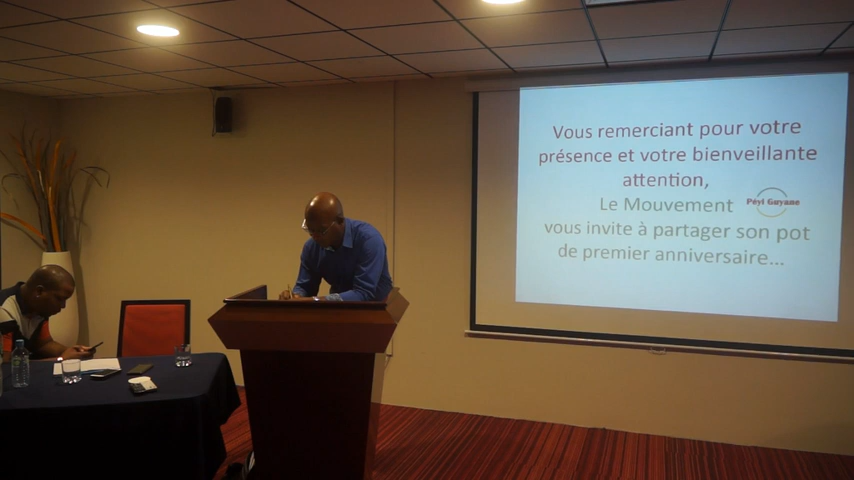 Vous remerciant pour votre
présence et votre bienveillante
attention,
Le Mouvement Péyi Guyane
vous invite à partager son pot
de premier anniversaire...